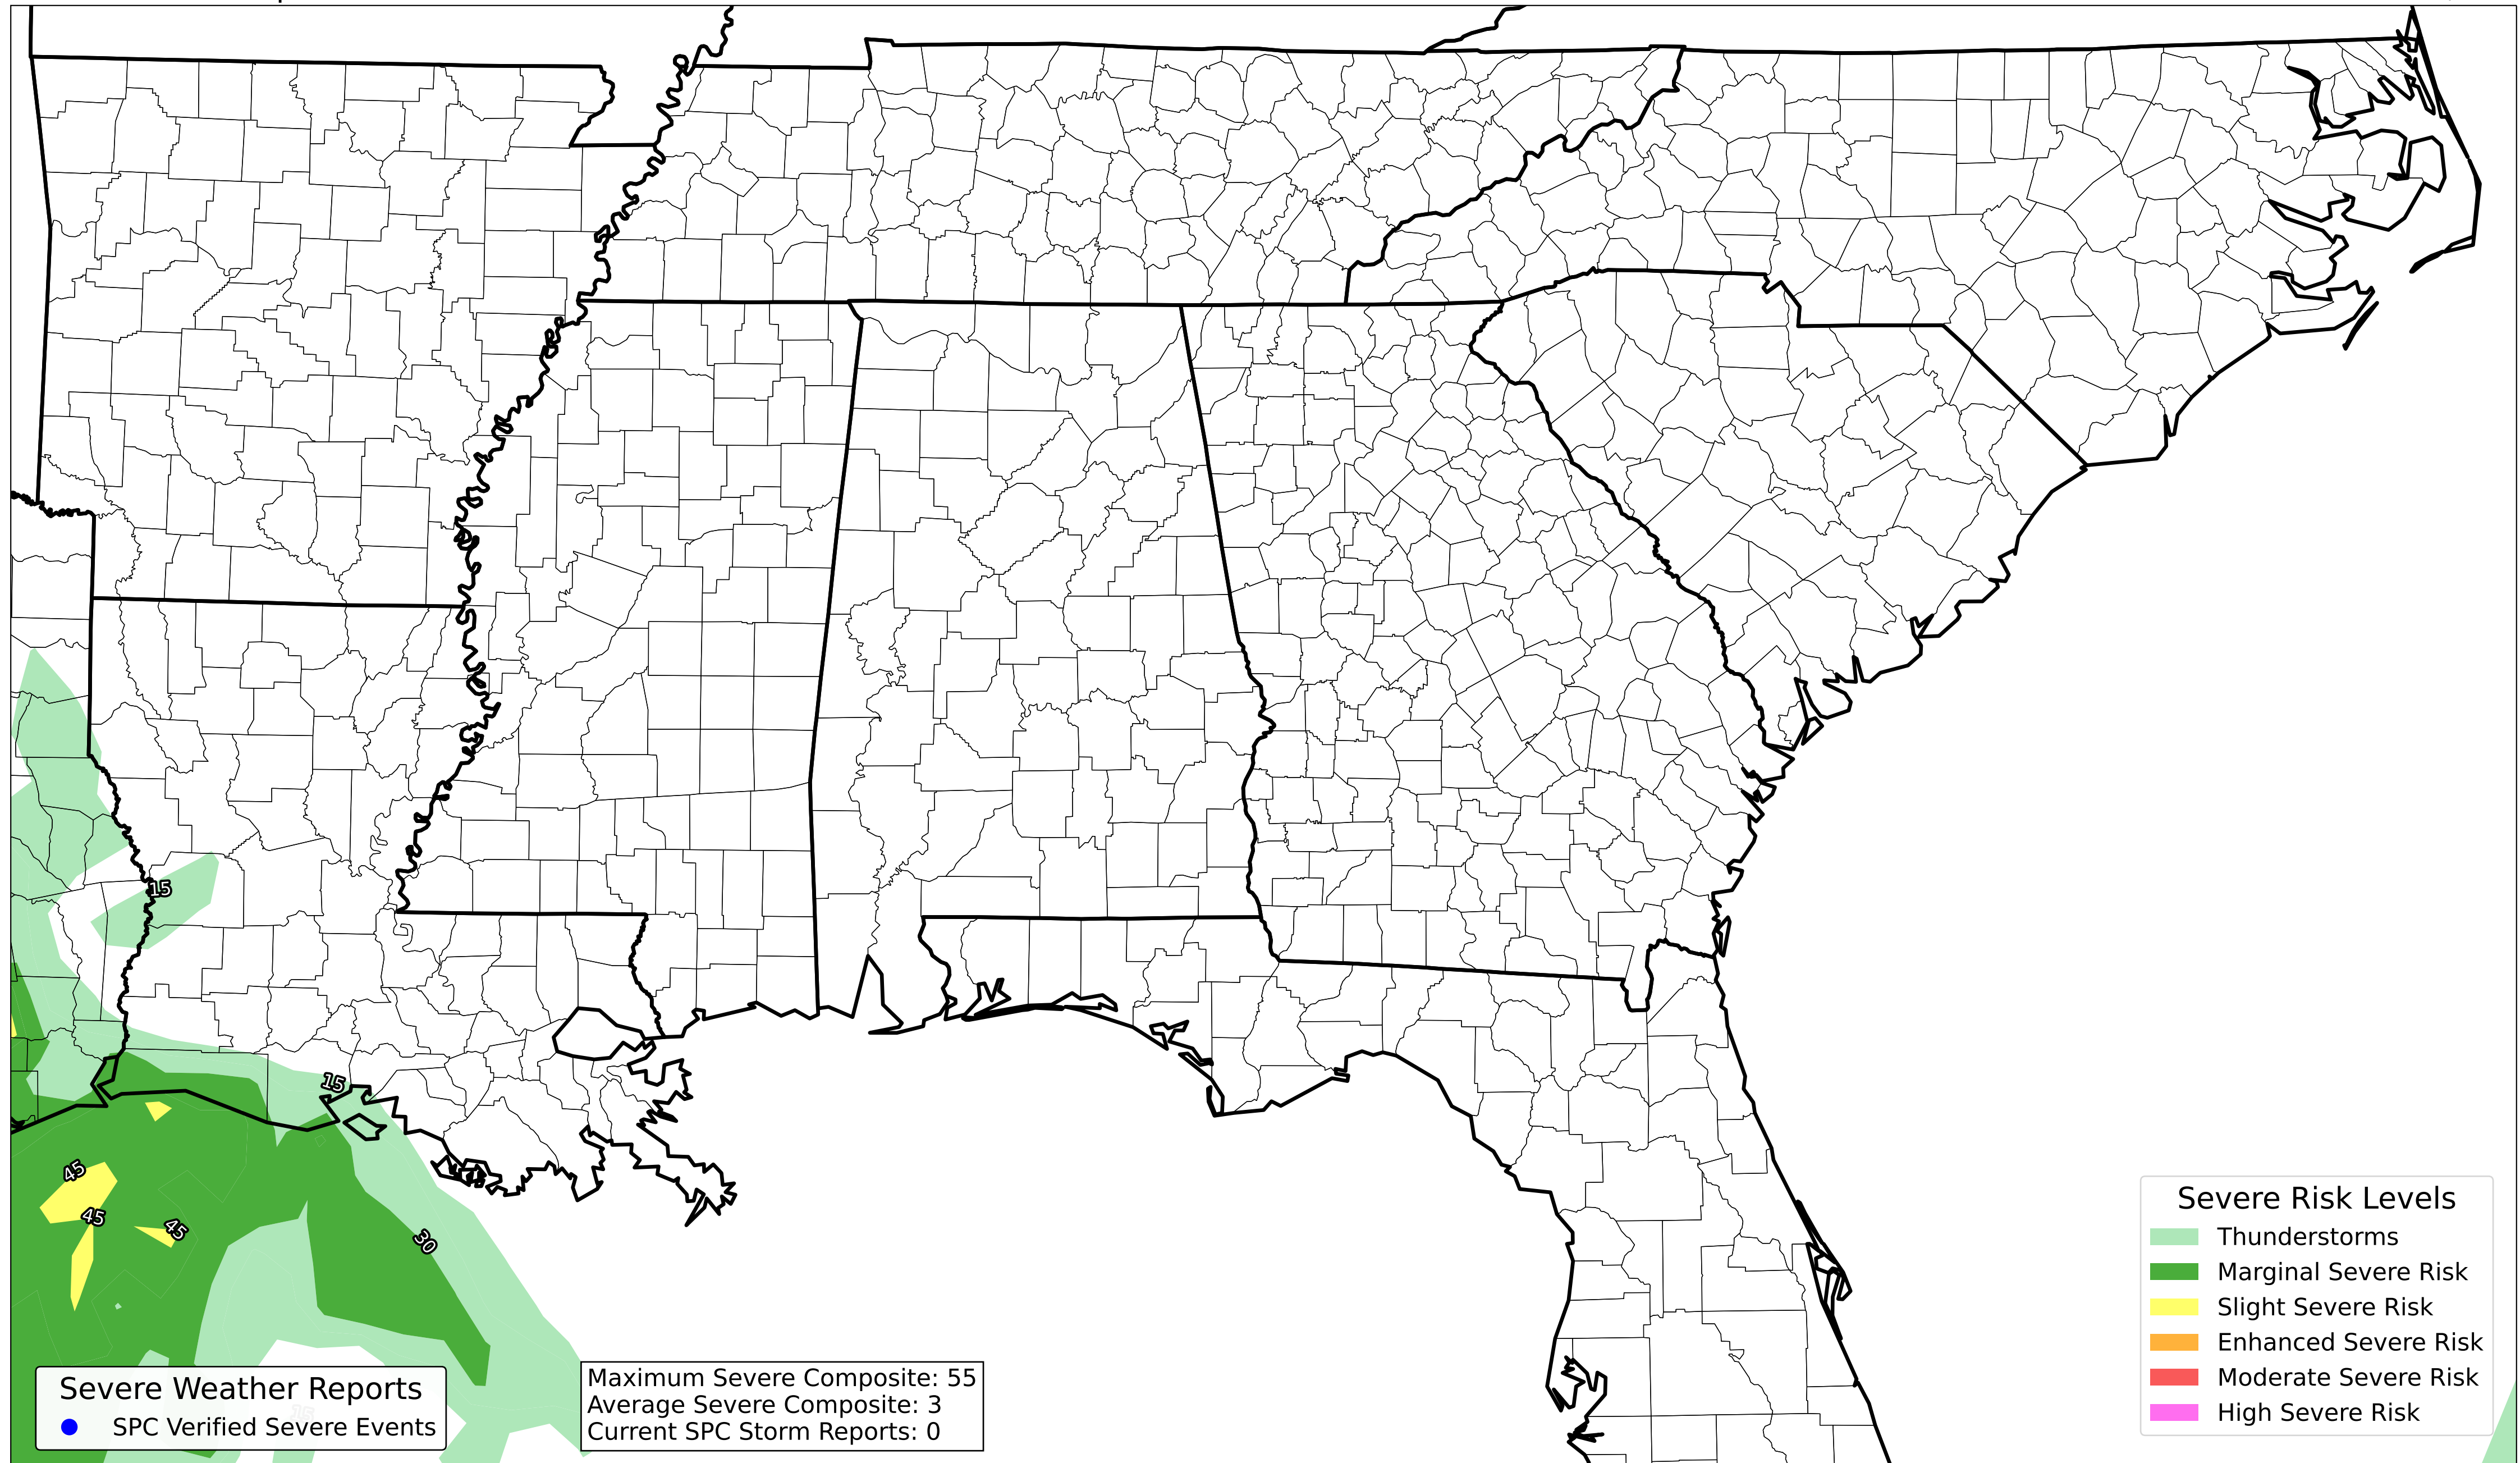 15
15
45
45
45
30
Severe Weather Reports
SPC Verified Severe Events
Maximum Severe Composite: 55
Average Severe Composite: 3
Current SPC Storm Reports: 0
Severe Risk Levels
Thunderstorms
Marginal Severe Risk
Slight Severe Risk
Enhanced Severe Risk
Moderate Severe Risk
High Severe Risk